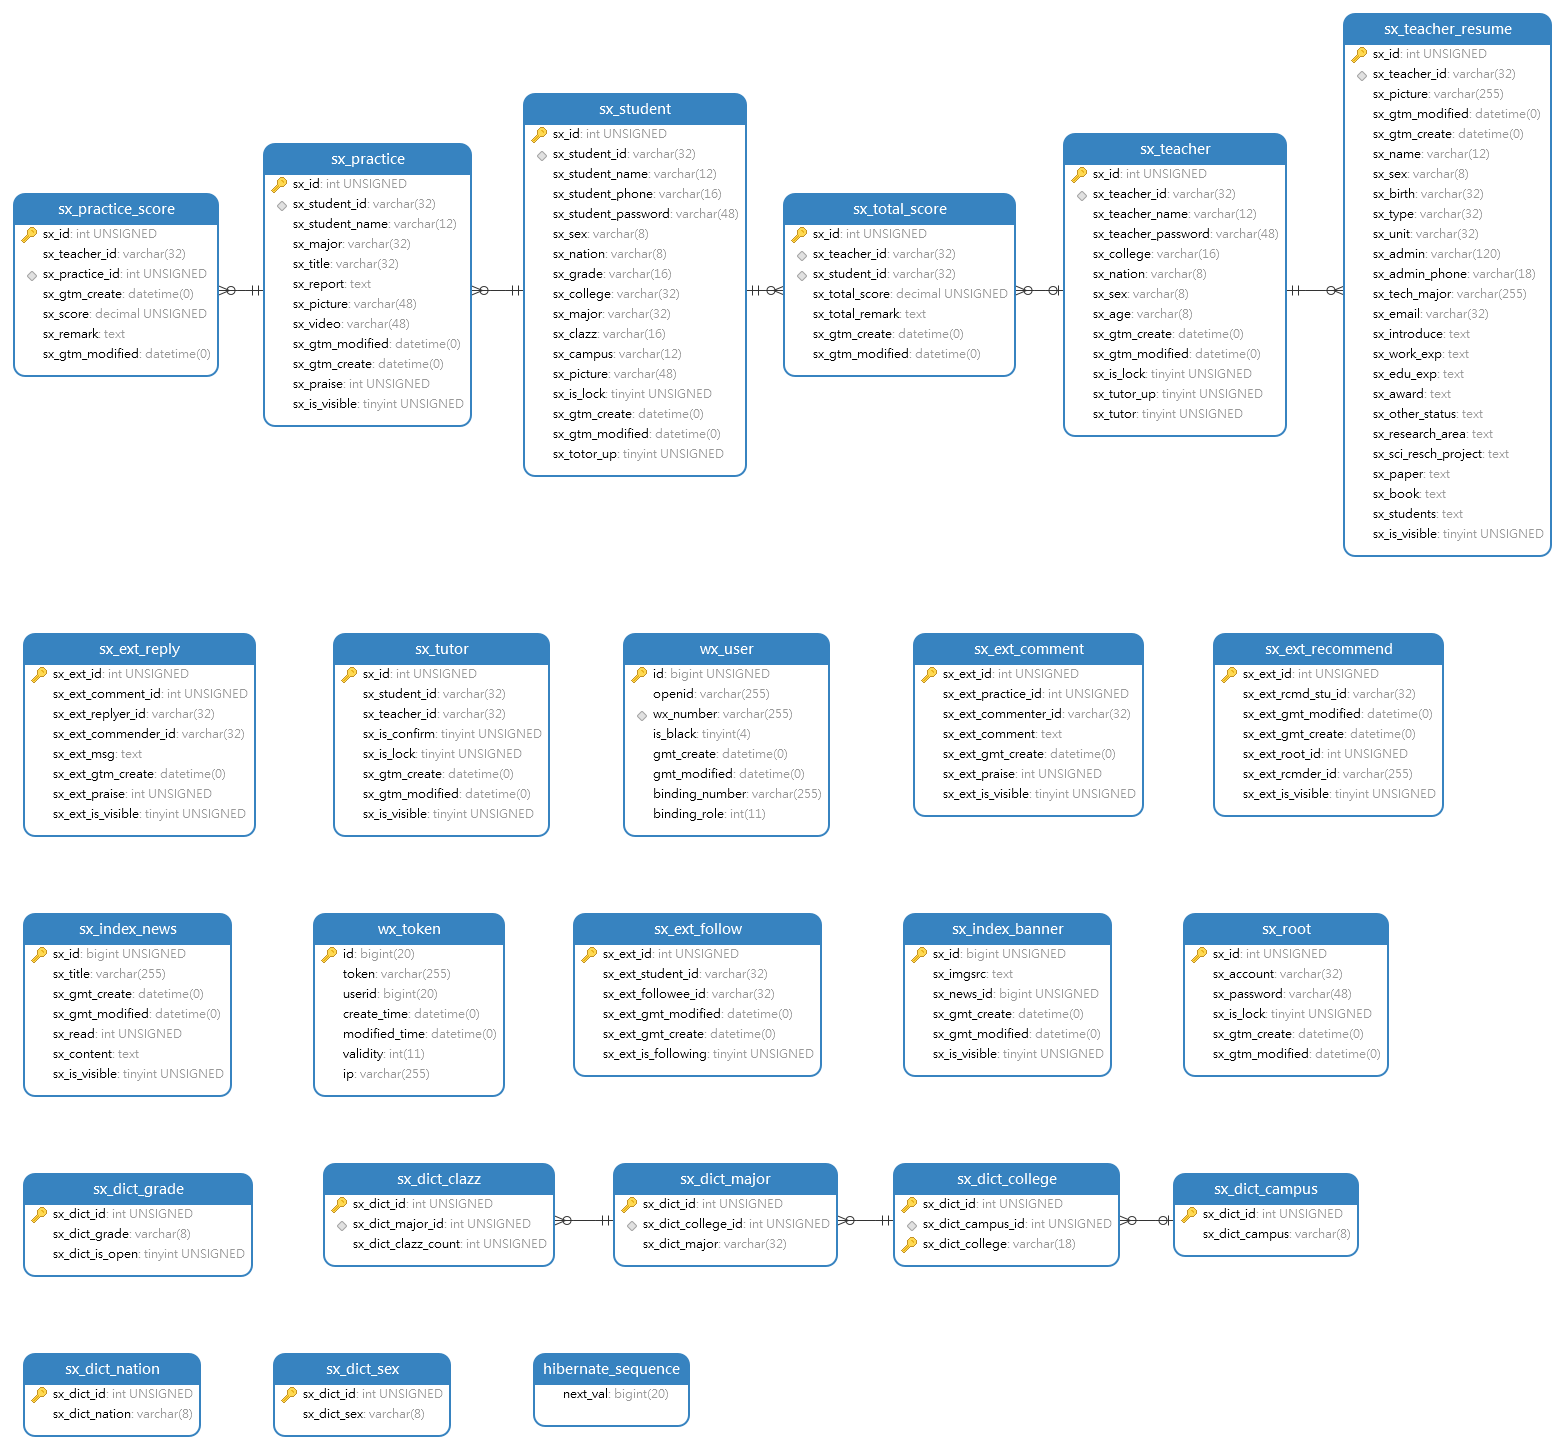 sx_practice_score
sx_id: int UNSIGNED
sx_teacher_id: varchar(32)
sx_practice_id: int UNSIGNED
sx_gtm_create: datetime(0)
sx_score: decimal UNSIGNED
sx_remark: text
sx_gtm_modified: datetime(0)
sx_practice
sx_id: int UNSIGNED
sx_student_id: varchar(32)
sx_student_name: varchar(12)
sx_major: varchar(32)
sx_title: varchar(32)
sx_report: text
sx_picture: varchar(48)
sx_video: varchar(48)
sx_gtm_modified: datetime(0)
sx_gtm_create: datetime(0)
sx_praise: int UNSIGNED
sx_is_visible: tinyint UNSIGNED
sx_student
sx_id: int UNSIGNED
sx_student_id: varchar(32)
sx_student_name: varchar(12)
sx_student_phone: varchar(16)
sx_student_password: varchar(48)
sx_sex: varchar(8)
sx_nation: varchar(8)
sx_grade: varchar(16)
sx_college: varchar(32)
sx_major: varchar(32)
sx_clazz: varchar(16)
sx_campus: varchar(12)
sx_picture: varchar(48)
sx_is_lock: tinyint UNSIGNED
sx_gtm_create: datetime(0)
sx_gtm_modified: datetime(0)
sx_totor_up: tinyint UNSIGNED
sx_total_score
sx_id: int UNSIGNED
sx_teacher_id: varchar(32)
sx_student_id: varchar(32)
sx_total_score: decimal UNSIGNED
sx_total_remark: text
sx_gtm_create: datetime(0)
sx_gtm_modified: datetime(0)
sx_teacher
sx_id: int UNSIGNED
sx_teacher_id: varchar(32)
sx_teacher_name: varchar(12)
sx_teacher_password: varchar(48)
sx_college: varchar(16)
sx_nation: varchar(8)
sx_sex: varchar(8)
sx_age: varchar(8)
sx_gtm_create: datetime(0)
sx_gtm_modified: datetime(0)
sx_is_lock: tinyint UNSIGNED
sx_tutor_up: tinyint UNSIGNED
sx_tutor: tinyint UNSIGNED
sx_teacher_resume
sx_id: int UNSIGNED
sx_teacher_id: varchar(32)
sx_picture: varchar(255)
sx_gtm_modified: datetime(0)
sx_gtm_create: datetime(0)
sx_name: varchar(12)
sx_sex: varchar(8)
sx_birth: varchar(32)
sx_type: varchar(32)
sx_unit: varchar(32)
sx_admin: varchar(120)
sx_admin_phone: varchar(18)
sx_tech_major: varchar(255)
sx_email: varchar(32)
sx_introduce: text
sx_work_exp: text
sx_edu_exp: text
sx_award: text
sx_other_status: text
sx_research_area: text
sx_sci_resch_project: text
sx_paper: text
sx_book: text
sx_students: text
sx_is_visible: tinyint UNSIGNED
sx_ext_reply
sx_ext_id: int UNSIGNED
sx_ext_comment_id: int UNSIGNED
sx_ext_replyer_id: varchar(32)
sx_ext_commender_id: varchar(32)
sx_ext_msg: text
sx_ext_gtm_create: datetime(0)
sx_ext_praise: int UNSIGNED
sx_ext_is_visible: tinyint UNSIGNED
sx_tutor
sx_id: int UNSIGNED
sx_student_id: varchar(32)
sx_teacher_id: varchar(32)
sx_is_confirm: tinyint UNSIGNED
sx_is_lock: tinyint UNSIGNED
sx_gtm_create: datetime(0)
sx_gtm_modified: datetime(0)
sx_is_visible: tinyint UNSIGNED
wx_user
id: bigint UNSIGNED
openid: varchar(255)
wx_number: varchar(255)
is_black: tinyint(4)
gmt_create: datetime(0)
gmt_modified: datetime(0)
binding_number: varchar(255)
binding_role: int(11)
sx_ext_comment
sx_ext_id: int UNSIGNED
sx_ext_practice_id: int UNSIGNED
sx_ext_commenter_id: varchar(32)
sx_ext_comment: text
sx_ext_gmt_create: datetime(0)
sx_ext_praise: int UNSIGNED
sx_ext_is_visible: tinyint UNSIGNED
sx_ext_recommend
sx_ext_id: int UNSIGNED
sx_ext_rcmd_stu_id: varchar(32)
sx_ext_gmt_modified: datetime(0)
sx_ext_gmt_create: datetime(0)
sx_ext_root_id: int UNSIGNED
sx_ext_rcmder_id: varchar(255)
sx_ext_is_visible: tinyint UNSIGNED
sx_index_news
sx_id: bigint UNSIGNED
sx_title: varchar(255)
sx_gmt_create: datetime(0)
sx_gmt_modified: datetime(0)
sx_read: int UNSIGNED
sx_content: text
sx_is_visible: tinyint UNSIGNED
wx_token
id: bigint(20)
token: varchar(255)
userid: bigint(20)
create_time: datetime(0)
modified_time: datetime(0)
validity: int(11)
ip: varchar(255)
sx_ext_follow
sx_ext_id: int UNSIGNED
sx_ext_student_id: varchar(32)
sx_ext_followee_id: varchar(32)
sx_ext_gmt_modified: datetime(0)
sx_ext_gmt_create: datetime(0)
sx_ext_is_following: tinyint UNSIGNED
sx_index_banner
sx_id: bigint UNSIGNED
sx_imgsrc: text
sx_news_id: bigint UNSIGNED
sx_gmt_create: datetime(0)
sx_gmt_modified: datetime(0)
sx_is_visible: tinyint UNSIGNED
sx_root
sx_id: int UNSIGNED
sx_account: varchar(32)
sx_password: varchar(48)
sx_is_lock: tinyint UNSIGNED
sx_gtm_create: datetime(0)
sx_gtm_modified: datetime(0)
sx_dict_grade
sx_dict_id: int UNSIGNED
sx_dict_grade: varchar(8)
sx_dict_is_open: tinyint UNSIGNED
sx_dict_clazz
sx_dict_id: int UNSIGNED
sx_dict_major_id: int UNSIGNED
sx_dict_clazz_count: int UNSIGNED
sx_dict_major
sx_dict_id: int UNSIGNED
sx_dict_college_id: int UNSIGNED
sx_dict_major: varchar(32)
sx_dict_college
sx_dict_id: int UNSIGNED
sx_dict_campus_id: int UNSIGNED
sx_dict_college: varchar(18)
sx_dict_campus
sx_dict_id: int UNSIGNED
sx_dict_campus: varchar(8)
sx_dict_nation
sx_dict_id: int UNSIGNED
sx_dict_nation: varchar(8)
sx_dict_sex
sx_dict_id: int UNSIGNED
sx_dict_sex: varchar(8)
hibernate_sequence
next_val: bigint(20)